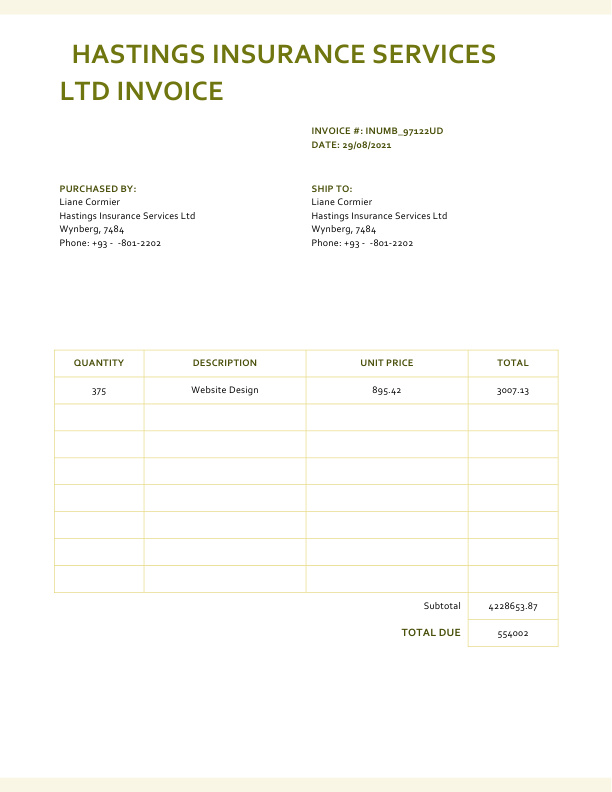 HASTINGS INSURANCE SERVICES
LTD INVOICE
INVOICE #: INUMB_97122UD
DATE: 29/08/2021
PURCHASED BY:
Liane Cormier
Hastings Insurance Services Ltd
Wynberg, 7484
Phone: +93 -  -801-2202
SHIP TO:
Liane Cormier
Hastings Insurance Services Ltd
Wynberg, 7484
Phone: +93 -  -801-2202
QUANTITY DESCRIPTION UNIT PRICE TOTAL
375 Website Design 895.42 3007.13
Subtotal 4228653.87
TOTAL DUE 554002